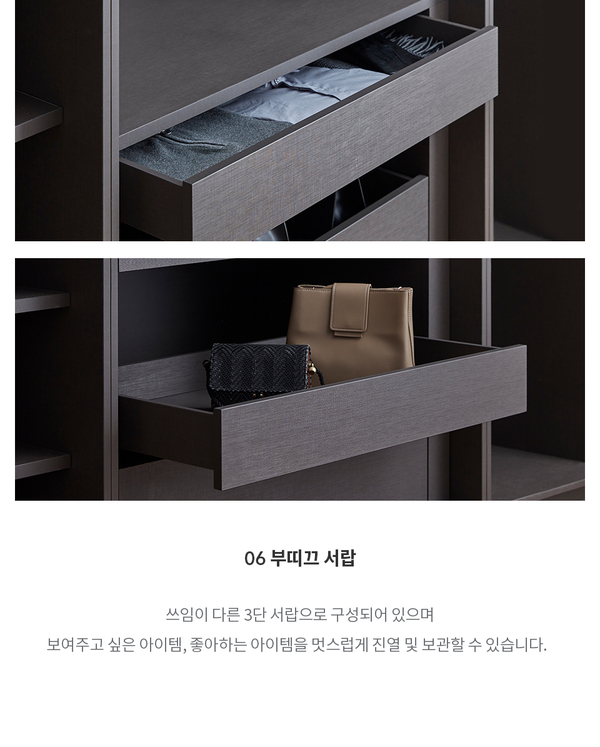 06 부띠끄 서랍
쓰임이 다른 3단 서랍으로 구성되어 있으며
보여주고 싶은 아이템, 좋아하는 아이템을 멋스럽게 진열 및 보관할 수 있습니다.